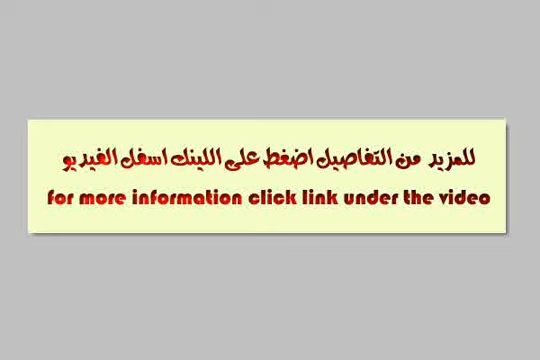 للمزيد من التفاصيل اضغط على اللينك اسفل الفيديو
for more information click link under the video